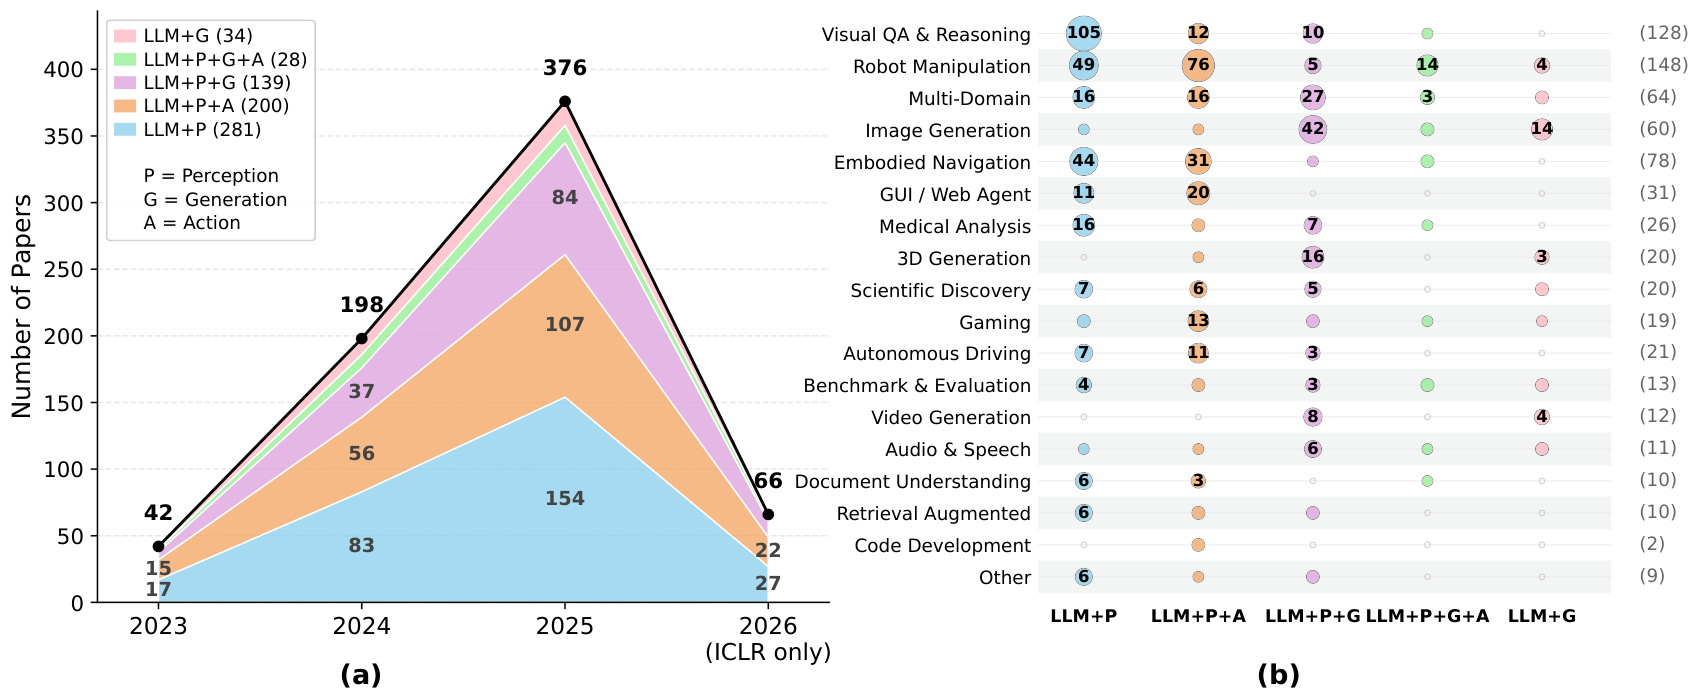 LLM+G (34)
LLM+P+G+A (28)
LLM+P+G (139)
LLM+P+A (200)
LLM+P (281)
P = Perception
G = Generation
A = Action
Number of Papers
400
350
300
250
200
150
100
50
0
42
15
17
198
37
56
83
376
84
107
154
66
22
27
2023
2024
2025
2026
(ICLR only)
(a)
Visual QA & Reasoning 105 12 10 (128)
Robot Manipulation 49 76 5 14 4 (148)
Multi-Domain 16 16 27 3 (64)
Image Generation 42 14 (60)
Embodied Navigation 44 31 (78)
GUI / Web Agent 11 20 (31)
Medical Analysis 16 7 (26)
3D Generation 16 3 (20)
Scientific Discovery 7 6 5 (20)
Gaming 13 (19)
Autonomous Driving 7 11 3 (21)
Benchmark & Evaluation 4 3 (13)
Video Generation 8 4 (12)
Audio & Speech 6 (11)
Document Understanding 6 3 (10)
Retrieval Augmented 6 (10)
Code Development (2)
Other 6 (9)
LLM+P LLM+P+A LLM+P+G LLM+P+G+A LLM+G
(b)